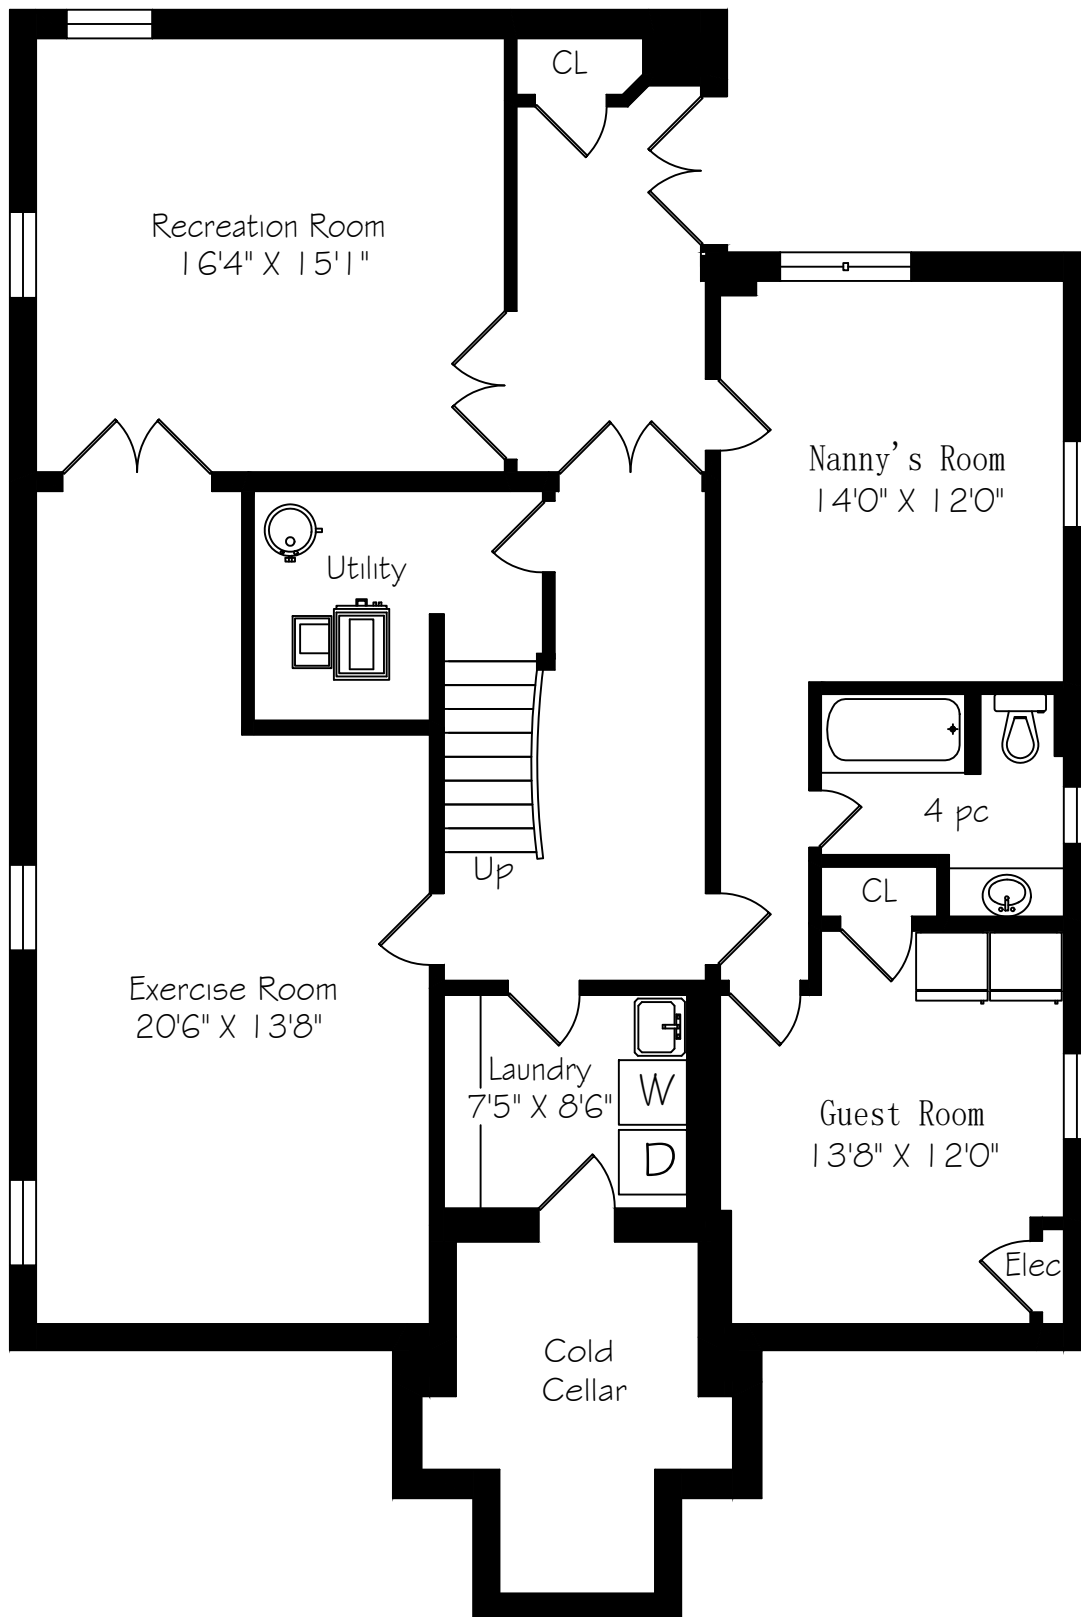 CL
Recreation Room
16'4" X 15'1"
Nanny's Room
14'0" X 12'0"
Utility
4 pc
Up
CL
Exercise Room
20'6" X 13'8"
Laundry
7'5" X 8'6"
W
D
Guest Room
13'8" X 12'0"
Elec
Cold
Cellar